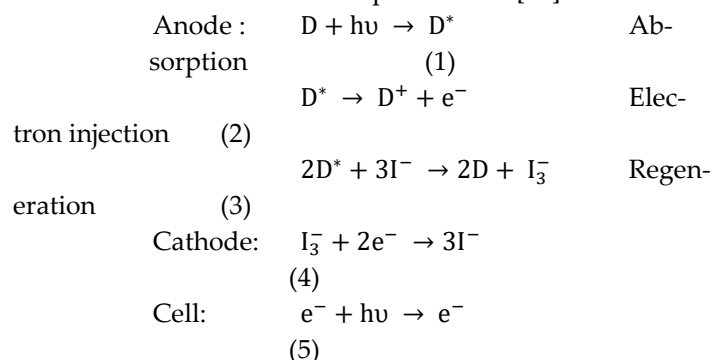 Anode : D + hυ → D* Ab-
sorption (1)
D* → D⁺ + e⁻ Elec-
tron injection (2)
2D* + 3I⁻ → 2D + I₃⁻ Regen-
eration (3)
Cathode: I₃⁻ + 2e⁻ → 3I⁻
(4)
Cell: e⁻ + hυ → e⁻
(5)